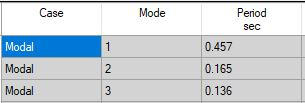 Case Mode Period
sec
Modal 1 0.457
Modal 2 0.165
Modal 3 0.136